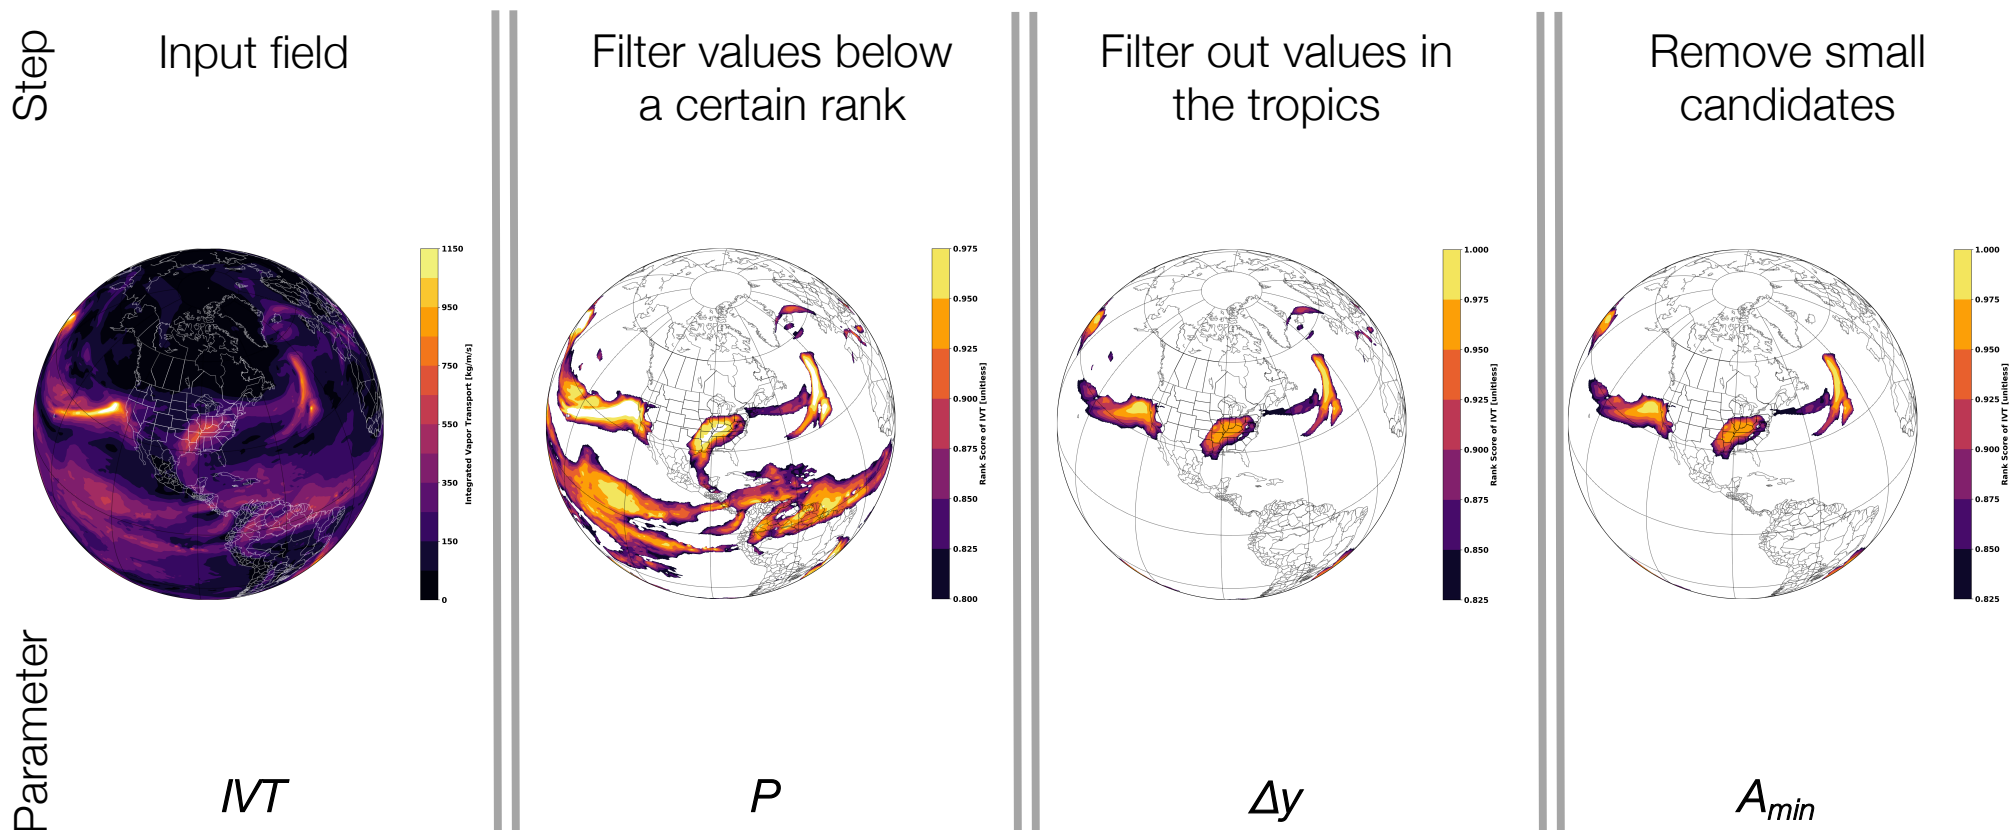 Step
Input field
Filter values below
a certain rank
Filter out values in
the tropics
Remove small
candidates
1150
950
750
550
350
150
0
Integrated Vapor Transport [kg/m/s]
0.975
0.950
0.925
0.900
0.875
0.850
0.825
0.800
Rank Score of IVT [unitless]
1.000
0.975
0.950
0.925
0.900
0.875
0.850
0.825
Rank Score of IVT [unitless]
1.000
0.975
0.950
0.925
0.900
0.875
0.850
0.825
Rank Score of IVT [unitless]
Parameter
IVT
P
Δy
Amin